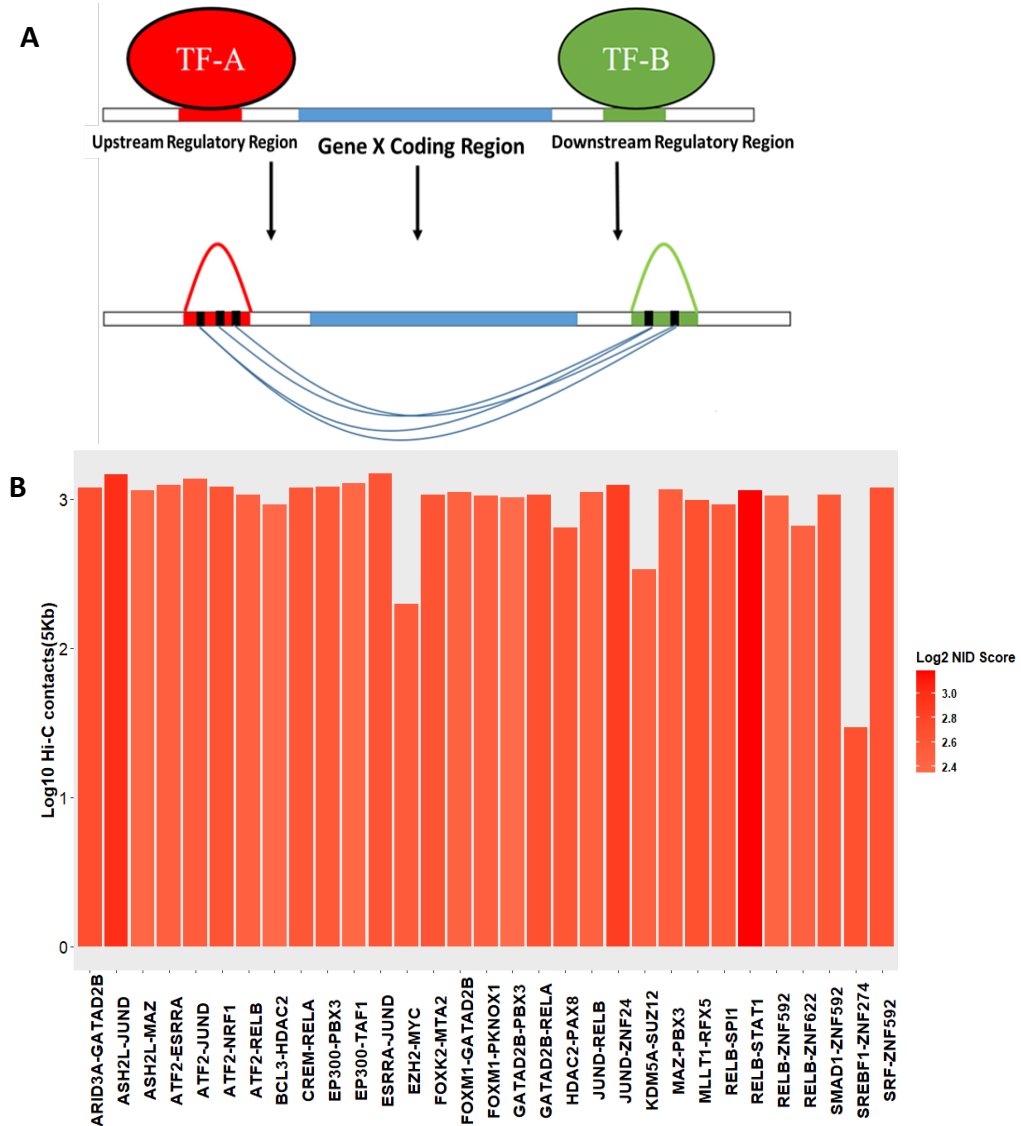 A
TF-A
TF-B
Upstream Regulatory Region
Gene X Coding Region
Downstream Regulatory Region
B
Log10 Hi-C contacts(5Kb)
3
2
1
0
Log2 NID Score
3.0
2.8
2.6
2.4
ARID3A-GATAD2B
ASH2L-JUND
ASH2L-MAZ
ATF2-ESRRA
ATF2-JUND
ATF2-NRF1
ATF2-RELB
BCL3-HDAC2
CREM-RELA
EP300-PBX3
EP300-TAF1
ESRRA-JUND
EZH2-MYC
FOXK2-MTA2
FOXM1-GATAD2B
FOXM1-PKNOX1
GATAD2B-PBX3
GATAD2B-RELA
HDAC2-PAX8
JUND-RELB
JUND-ZNF24
KDM5A-SUZ12
MAZ-PBX3
MLLT1-RFX5
RELB-SPI1
RELB-STAT1
RELB-ZNF592
RELB-ZNF622
SMAD1-ZNF592
SREBF1-ZNF274
SRF-ZNF592